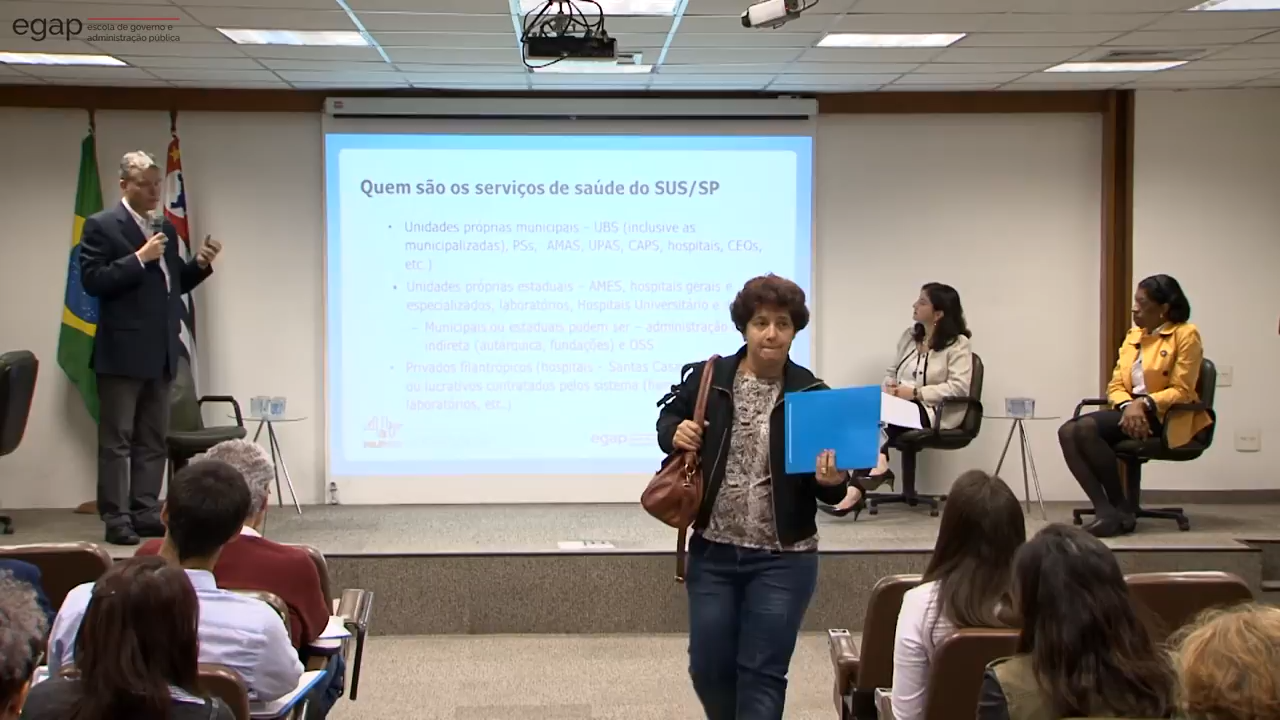 egap escola de governo e
administração pública
Quem são os serviços de saúde do SUS/SP
• Unidades próprias municipais – UBS (inclusive as
municipalizadas), PSs, AMAS, UPAS, CAPS, hospitais, CEOs,
etc.)
• Unidades próprias estaduais – AMES, hospitais gerais e
especializados, laboratórios, Hospitais Universitário e
– Municipais ou estaduais podem ser – administração
indireta (autárquica, fundações) e OSS
• Privados filantrópicos (hospitais – Santas
ou lucrativos contratados pelo sistema
laboratórios, etc.)
egap